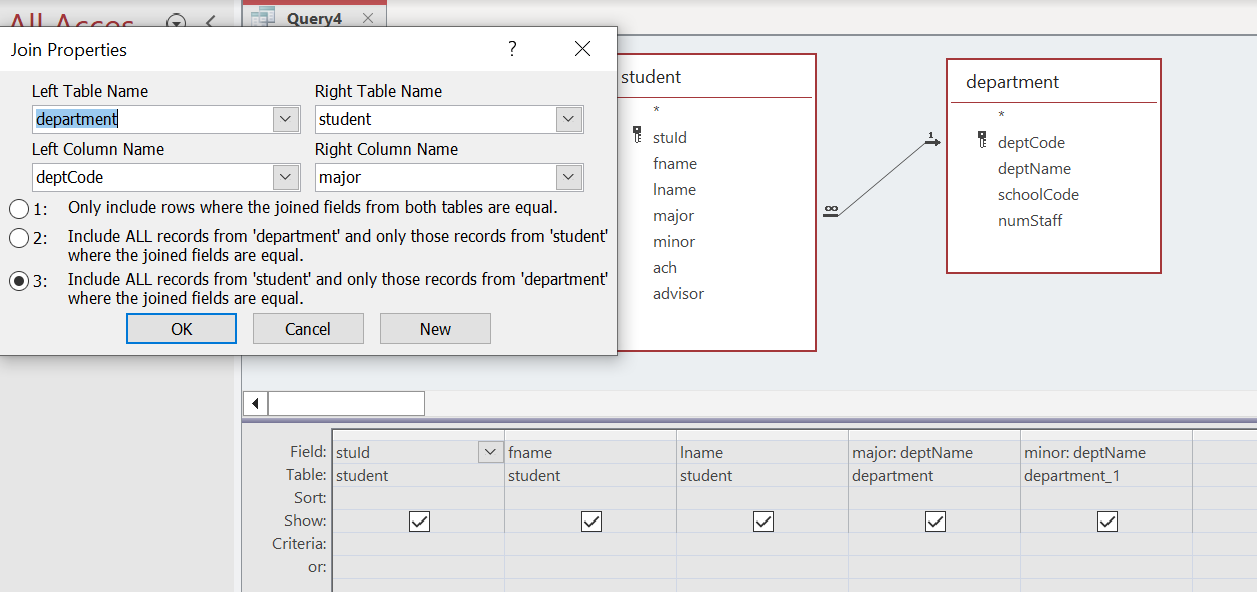 All Acces
Query4
Join Properties
?
Left Table Name
Right Table Name
department
student
Left Column Name
Right Column Name
deptCode
major
1: Only include rows where the joined fields from both tables are equal.
2: Include ALL records from 'department' and only those records from 'student'
where the joined fields are equal.
3: Include ALL records from 'student' and only those records from 'department'
where the joined fields are equal.
OK
Cancel
New
student
*
stuId
fname
lname
major
minor
ach
advisor
∞
1
department
*
deptCode
deptName
schoolCode
numStaff
Field: stuId fname lname major: deptName minor: deptName
Table: student student student department department_1
Sort:
Show:
Criteria:
or: